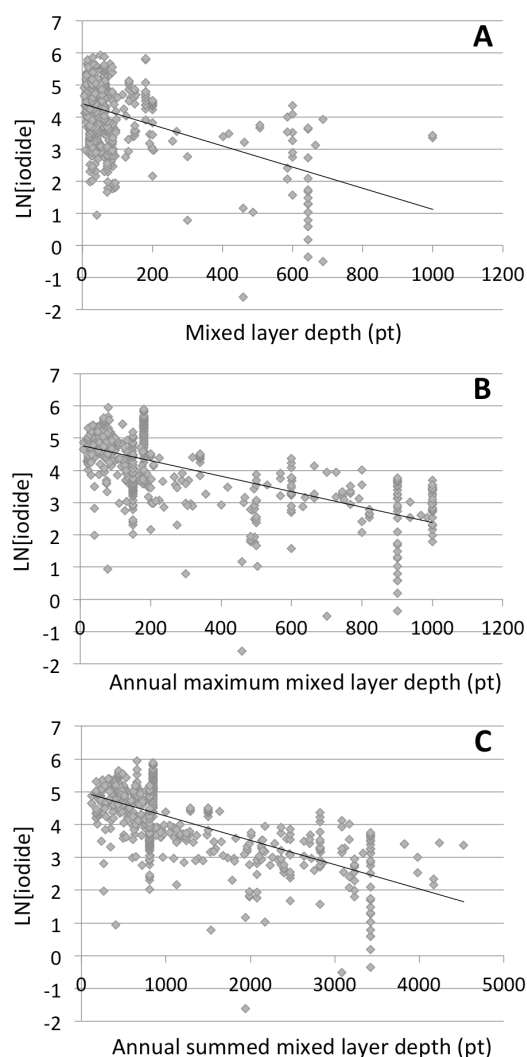 A
7
6
5
4
3
2
1
0
-1
-2
LN[iodide]
0 200 400 600 800 1000 1200
Mixed layer depth (pt)
B
7
6
5
4
3
2
1
0
-1
-2
LN[iodide]
0 200 400 600 800 1000 1200
Annual maximum mixed layer depth (pt)
C
7
6
5
4
3
2
1
0
-1
-2
LN[iodide]
0 1000 2000 3000 4000 5000
Annual summed mixed layer depth (pt)